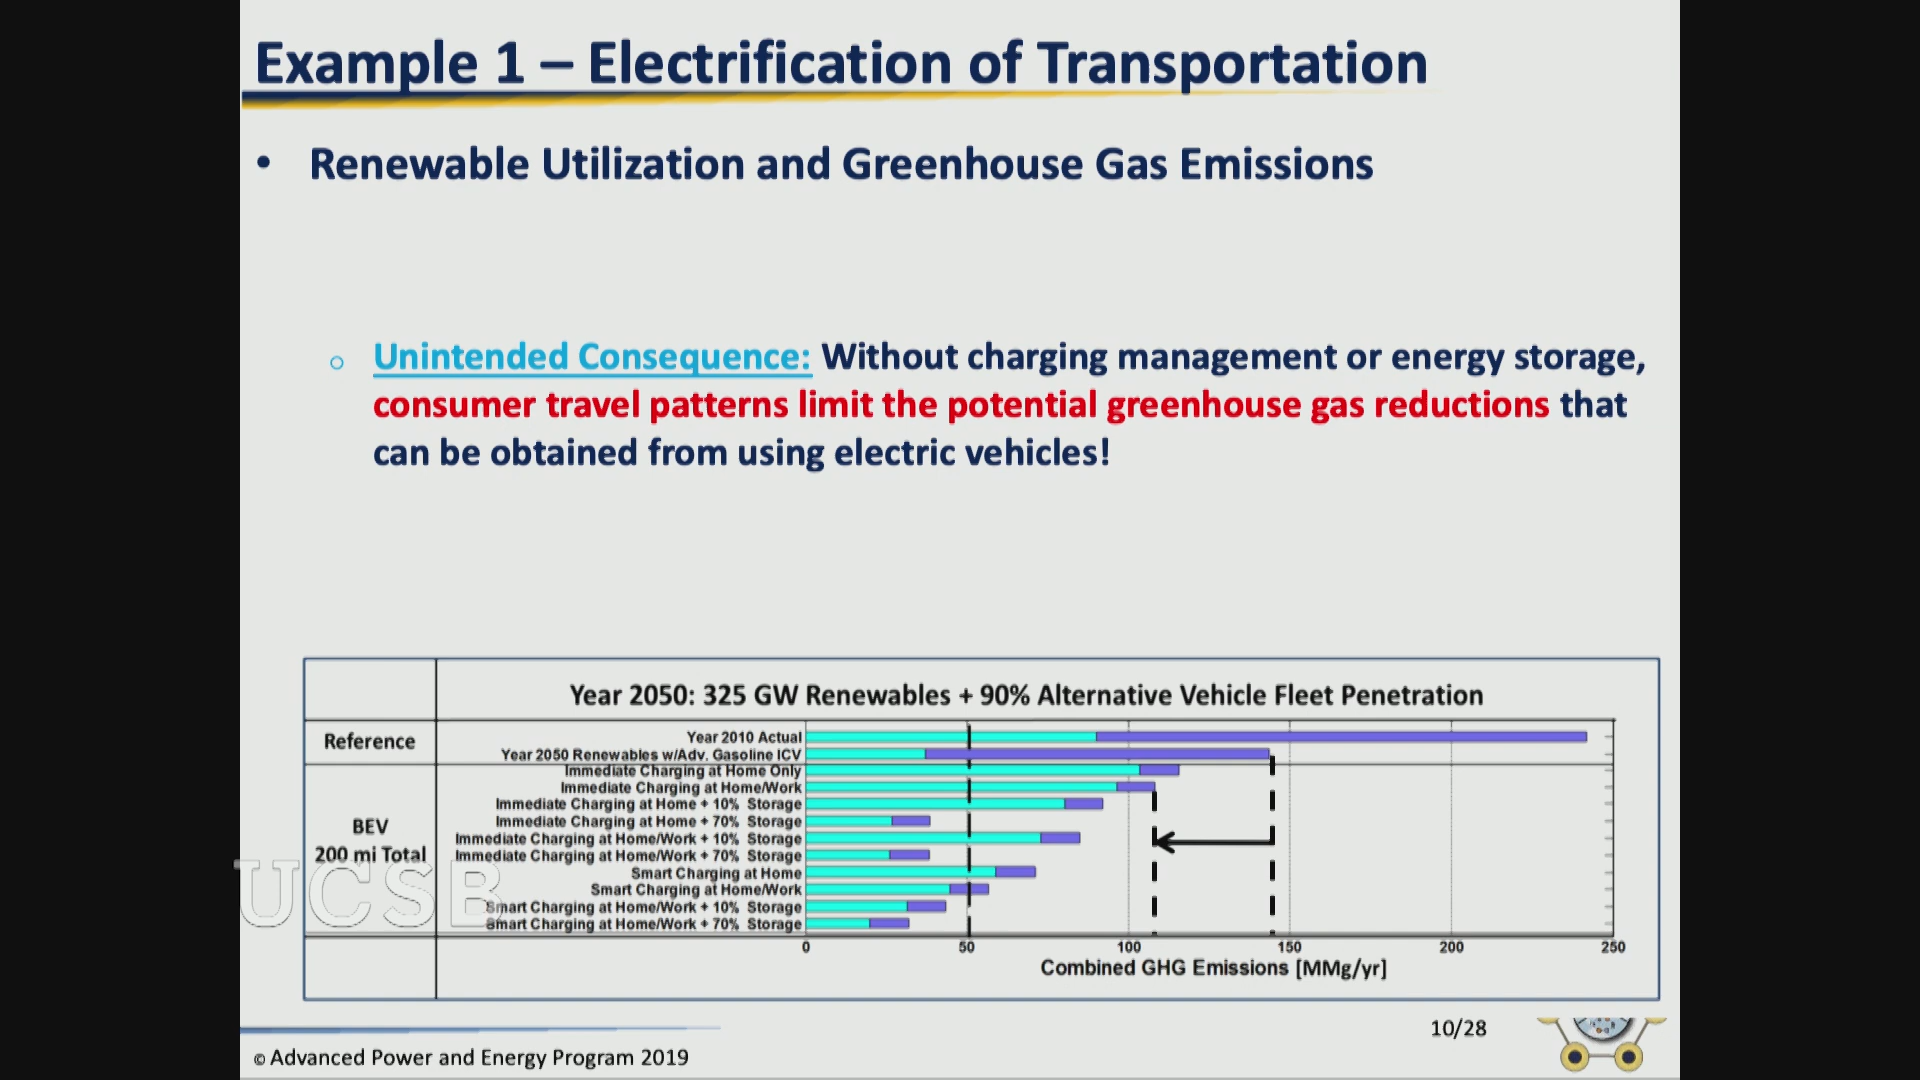 Example 1 – Electrification of Transportation
• Renewable Utilization and Greenhouse Gas Emissions
○ Unintended Consequence: Without charging management or energy storage,
consumer travel patterns limit the potential greenhouse gas reductions that
can be obtained from using electric vehicles!
Year 2050: 325 GW Renewables + 90% Alternative Vehicle Fleet Penetration
Reference
Year 2010 Actual
Year 2050 Renewables w/Adv. Gasoline ICV
BEV
200 mi Total
Immediate Charging at Home Only
Immediate Charging at Home/Work
Immediate Charging at Home + 10% Storage
Immediate Charging at Home + 70% Storage
Immediate Charging at Home/Work + 10% Storage
Immediate Charging at Home/Work + 70% Storage
Smart Charging at Home
Smart Charging at Home/Work
Smart Charging at Home/Work + 10% Storage
Smart Charging at Home/Work + 70% Storage
0 50 100 150 200 250
Combined GHG Emissions [MMg/yr]
UCSB
10/28
© Advanced Power and Energy Program 2019